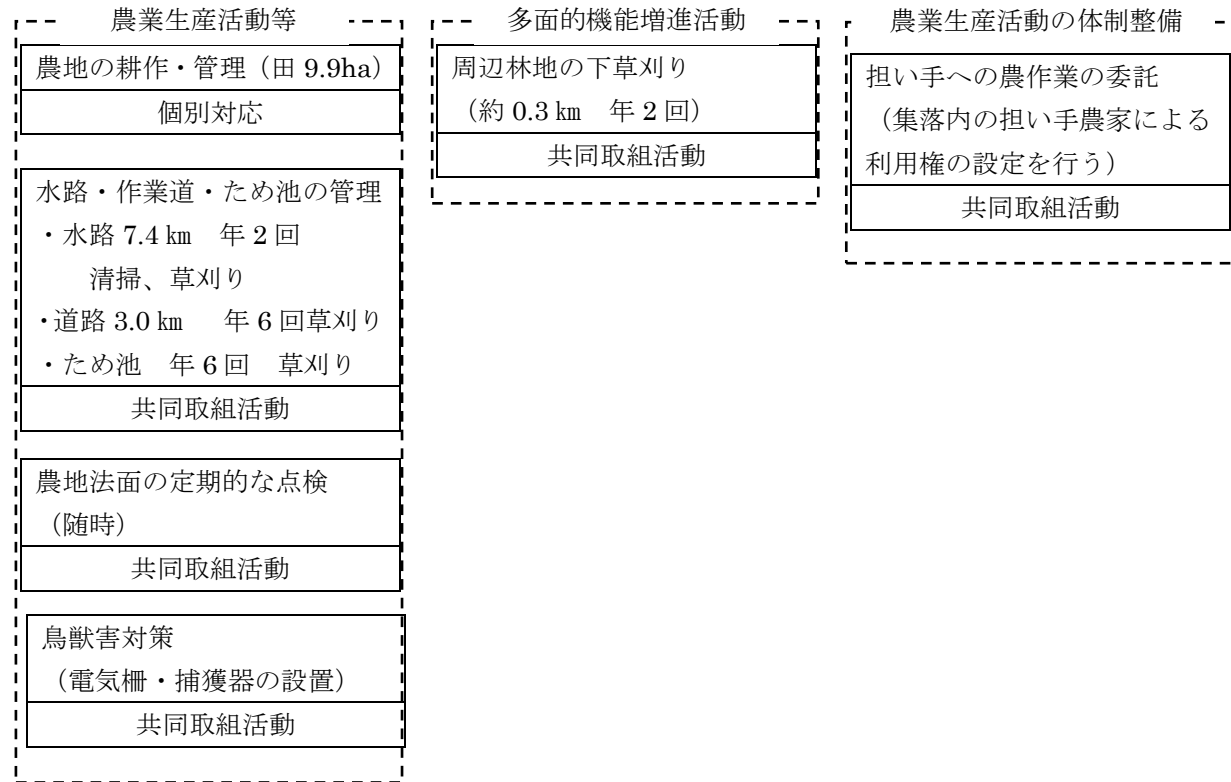 農業生産活動等
農地の耕作・管理（田 9.9ha）
個別対応
水路・作業道・ため池の管理
・水路 7.4 ㎞　年 2 回
清掃、草刈り
・道路 3.0 ㎞　年 6 回草刈り
・ため池　年 6 回　草刈り
共同取組活動
農地法面の定期的な点検
（随時）
共同取組活動
鳥獣害対策
（電気柵・捕獲器の設置）
共同取組活動
多面的機能増進活動
周辺林地の下草刈り
（約 0.3 ㎞　年 2 回）
共同取組活動
農業生産活動の体制整備
担い手への農作業の委託
（集落内の担い手農家による
利用権の設定を行う）
共同取組活動